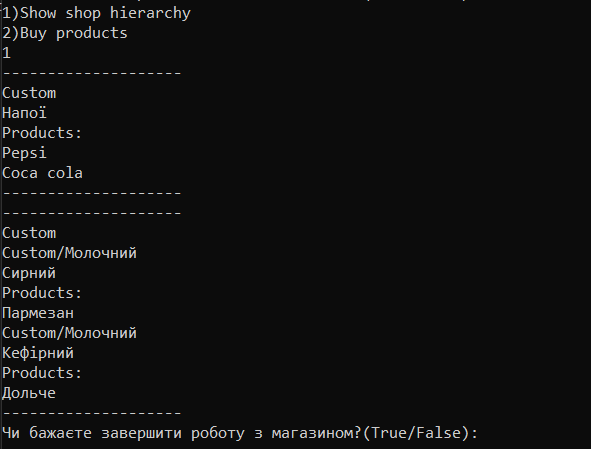 1)Show shop hierarchy
2)Buy products
1
--------------------
Custom
Напої
Products:
Pepsi
Coca cola
--------------------
--------------------
Custom
Custom/Молочний
Сирний
Products:
Пармезан
Custom/Молочний
Кефірний
Products:
Дольче
--------------------
Чи бажаєте завершити роботу з магазином?(True/False):